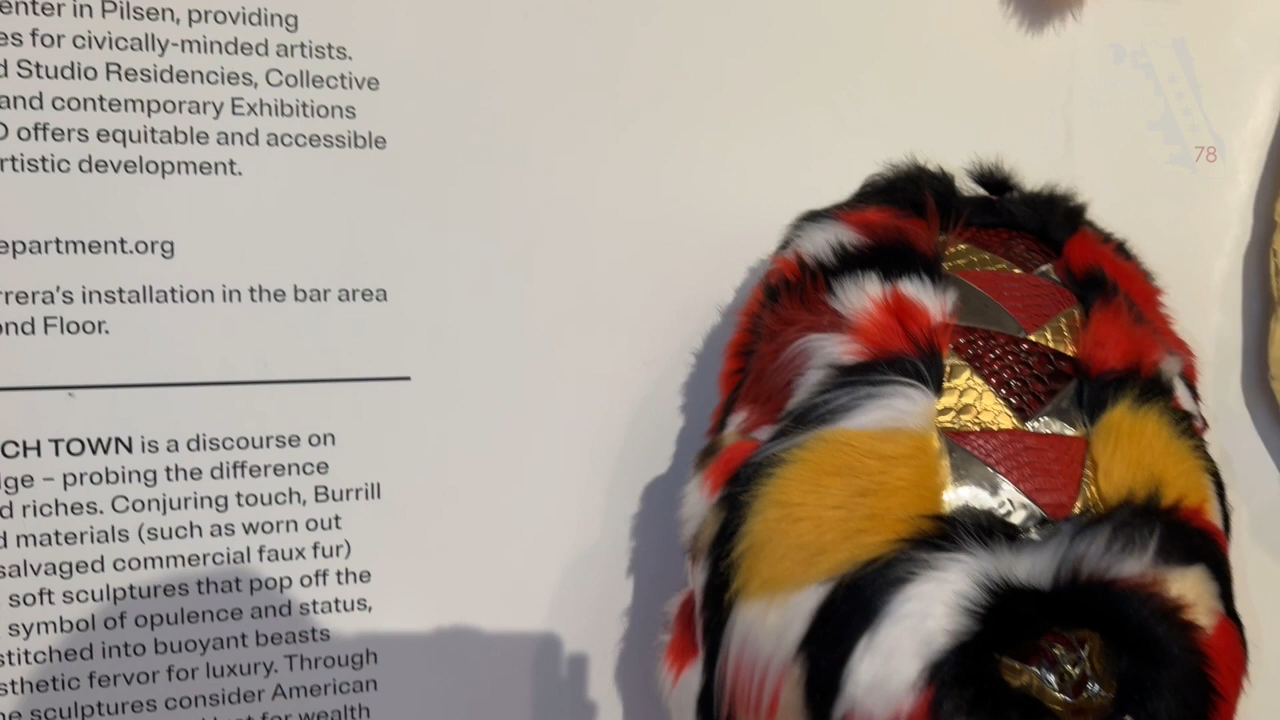 enter in Pilsen, providing
es for civically-minded artists.
d Studio Residencies, Collective
and contemporary Exhibitions
D offers equitable and accessible
rtistic development.
epartment.org
rrera's installation in the bar area
ond Floor.
CH TOWN is a discourse on
ge – probing the difference
d riches. Conjuring touch, Burrill
d materials (such as worn out
salvaged commercial faux fur)
soft sculptures that pop off the
symbol of opulence and status,
stitched into buoyant beasts
sthetic fervor for luxury. Through
e sculptures consider American
for wealth
78